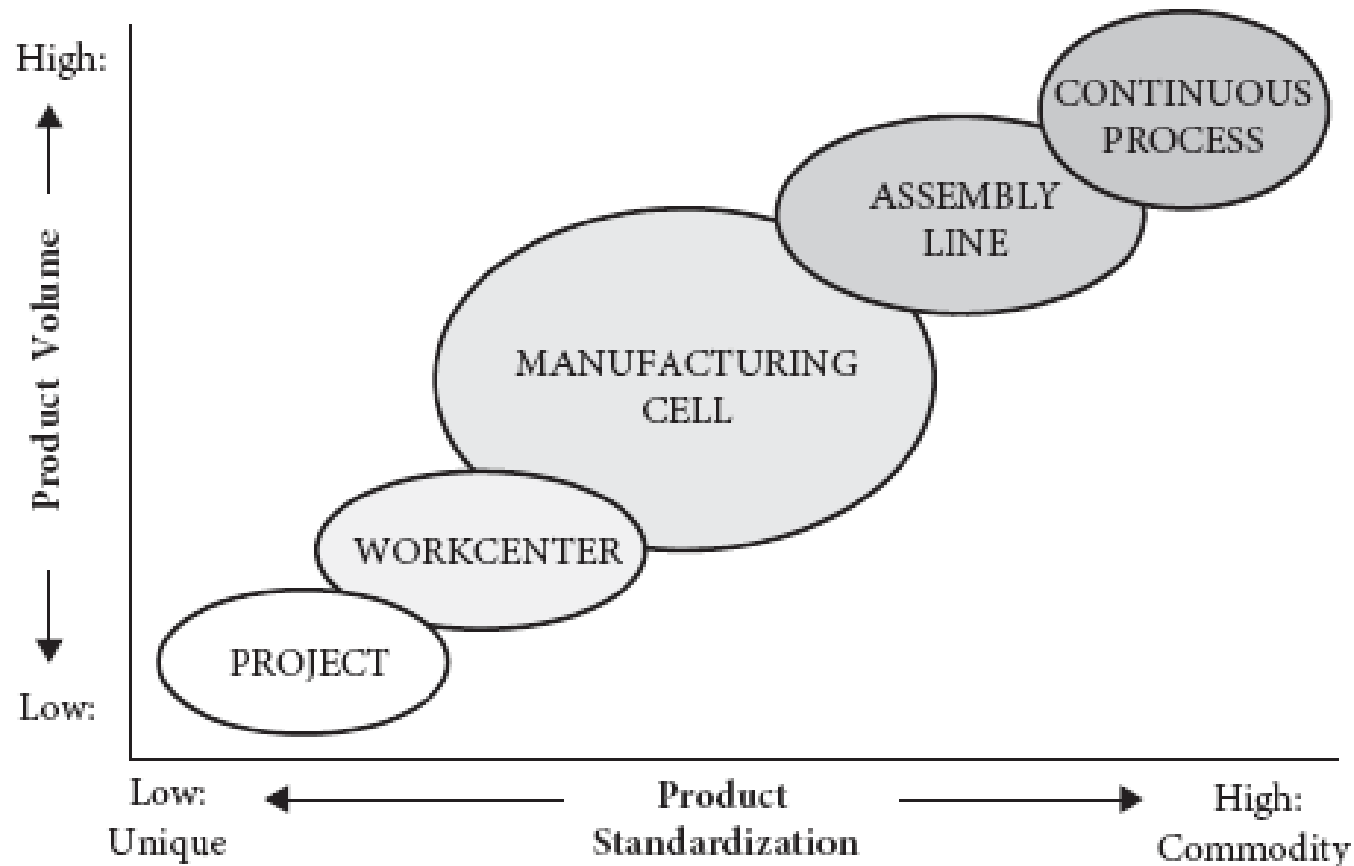 High:
CONTINUOUS
PROCESS
ASSEMBLY
LINE
Product Volume
MANUFACTURING
CELL
WORKCENTER
PROJECT
Low:
Low:
Unique
Product
Standardization
High:
Commodity